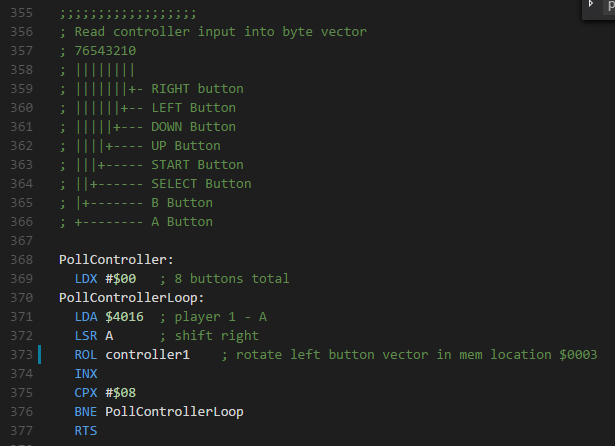 355 ;;;;;;;;;;;;;;;;;;
356 ; Read controller input into byte vector
357 ; 76543210
358 ; ||||||||
359 ; |||||||+- RIGHT button
360 ; ||||||+-- LEFT Button
361 ; |||||+--- DOWN Button
362 ; ||||+---- UP Button
363 ; |||+----- START Button
364 ; ||+------ SELECT Button
365 ; |+------- B Button
366 ; +-------- A Button
367
368 PollController:
369   LDX #$00   ; 8 buttons total
370 PollControllerLoop:
371   LDA $4016  ; player 1 - A
372   LSR A      ; shift right
373   ROL controller1    ; rotate left button vector in mem location $0003
374   INX
375   CPX #$08
376   BNE PollControllerLoop
377   RTS